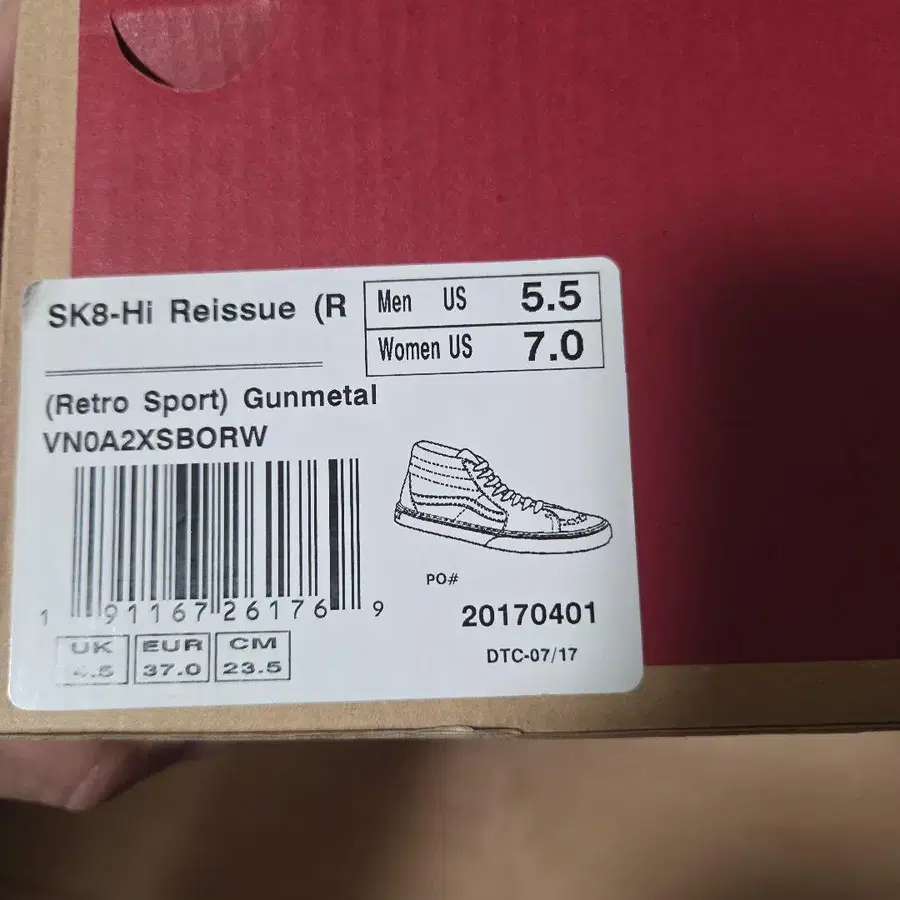 SK8-Hi Reissue (R
Men US 5.5
Women US 7.0
(Retro Sport) Gunmetal
VN0A2XSBORW
PO#
1 91167 26176 9
20170401
DTC-07/17
UK EUR CM
4.5 37.0 23.5